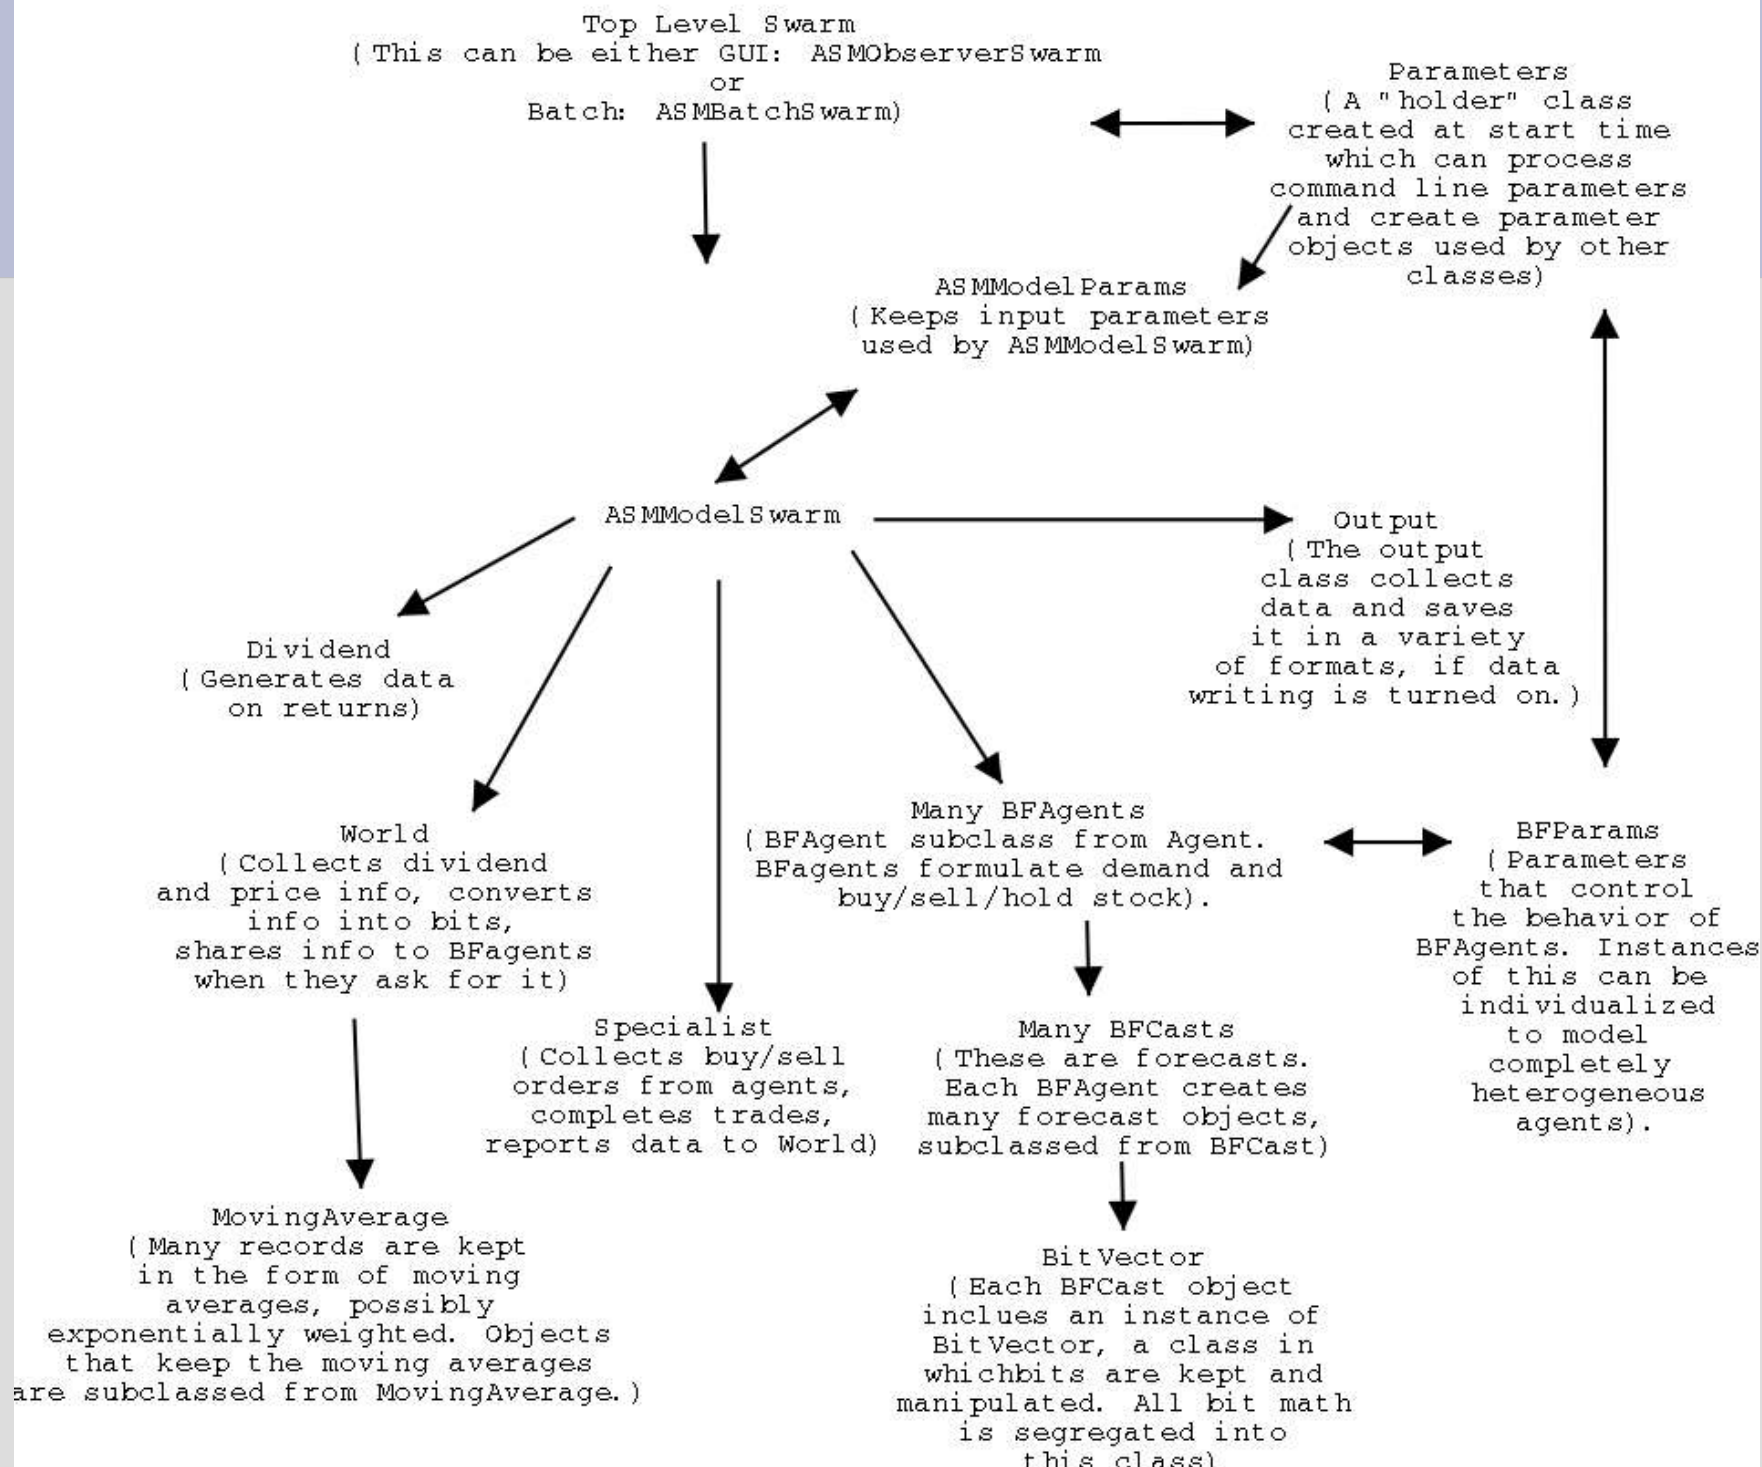 Top Level Swarm
(This can be either GUI: ASMObserverSwarm
or
Batch: ASMBatchSwarm)
Parameters
(A "holder" class
created at start time
which can process
command line parameters
and create parameter
objects used by other
classes)
ASMModelParams
(Keeps input parameters
used by ASMModelSwarm)
ASMModelSwarm
Output
(The output
class collects
data and saves
it in a variety
of formats, if data
writing is turned on.)
Dividend
(Generates data
on returns)
World
(Collects dividend
and price info, converts
info into bits,
shares info to BFagents
when they ask for it)
Many BFAgents
(BFAgent subclass from Agent.
BFagents formulate demand and
buy/sell/hold stock).
BFParams
(Parameters
that control
the behavior of
BFAgents. Instances
of this can be
individualized
to model
completely
heterogeneous
agents).
Specialist
(Collects buy/sell
orders from agents,
completes trades,
reports data to World)
Many BFCasts
(These are forecasts.
Each BFAgent creates
many forecast objects,
subclassed from BFCast)
MovingAverage
(Many records are kept
in the form of moving
averages, possibly
exponentially weighted. Objects
that keep the moving averages
are subclassed from MovingAverage.)
BitVector
(Each BFCast object
inclues an instance of
BitVector, a class in
whichbits are kept and
manipulated. All bit math
is segregated into
this class)